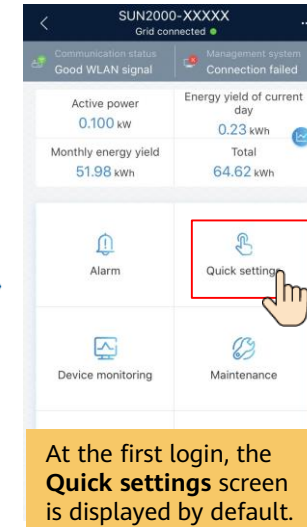 SUN2000-XXXXX
Grid connected
Communication status
Good WLAN signal
Management system
Connection failed
Active power
0.100 kW
Energy yield of current
day
0.23 kWh
Monthly energy yield
51.98 kWh
Total
64.62 kWh
Alarm
Quick settings
Device monitoring
Maintenance
At the first login, the
Quick settings screen
is displayed by default.